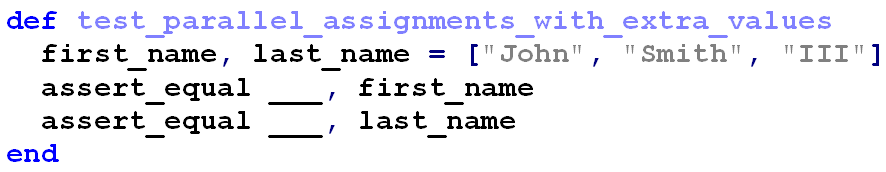 def test_parallel_assignments_with_extra_values
  first_name, last_name = ["John", "Smith", "III"]
  assert_equal ___, first_name
  assert_equal ___, last_name
end